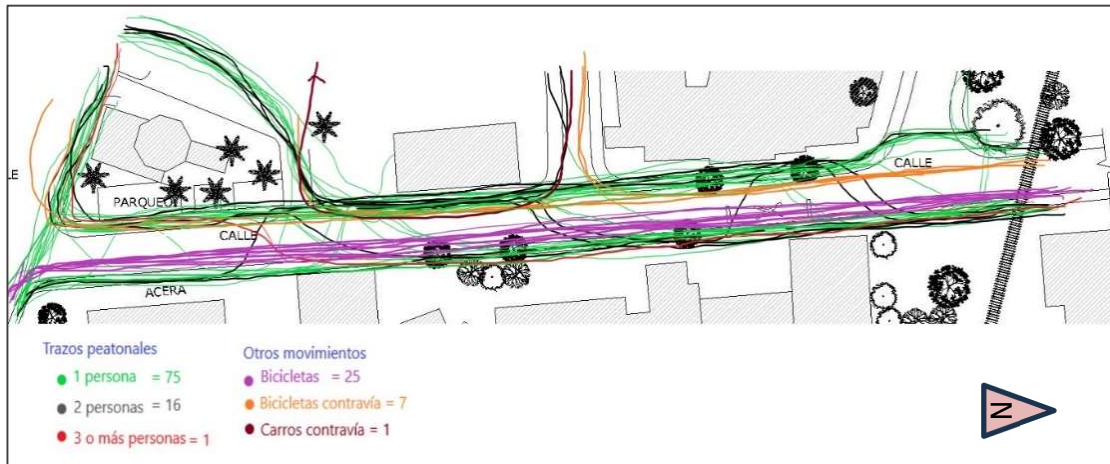 LE
PARQUEO
CALLE
CALLE
ACERA
Trazos peatonales
1 persona = 75
2 personas = 16
3 o más personas = 1
Otros movimientos
Bicicletas = 25
Bicicletas contravía = 7
Carros contravía = 1
N